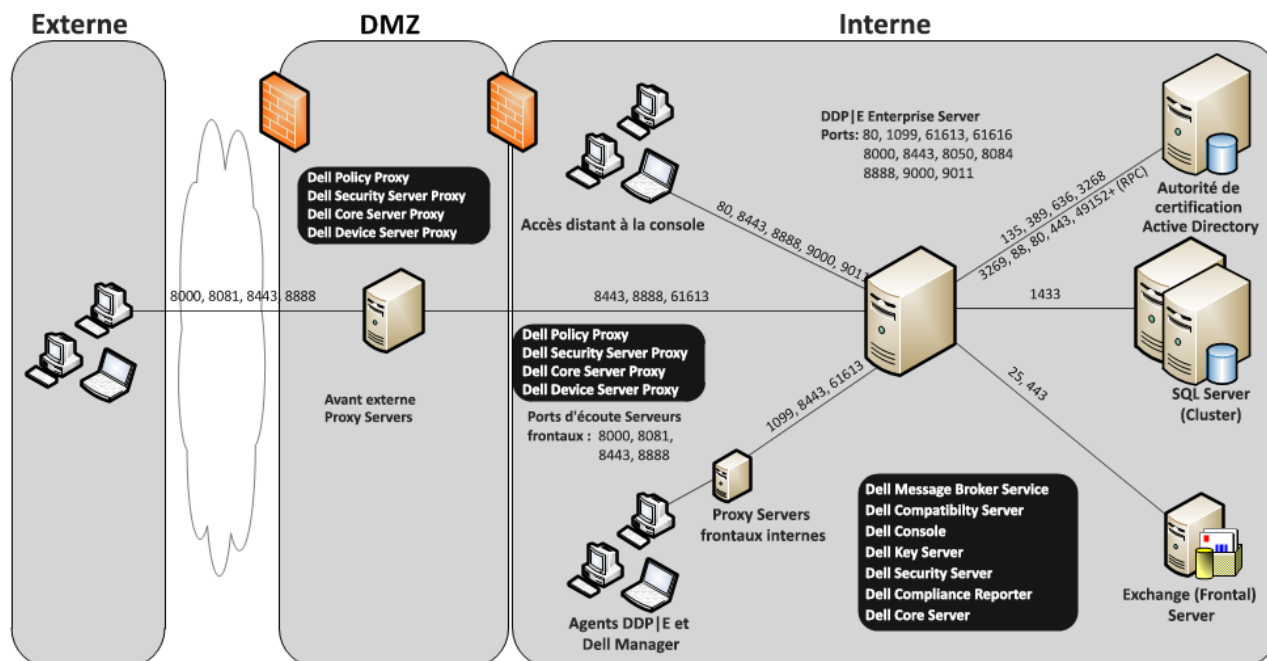 Externe
DMZ
Interne
Dell Policy Proxy
Dell Security Server Proxy
Dell Core Server Proxy
Dell Device Server Proxy
8000, 8081, 8443, 8888
Avant externe
Proxy Servers
Accès distant à la console
80, 8443, 8888, 9000, 9011
DDP|E Enterprise Server
Ports: 80, 1099, 61613, 61616
8000, 8443, 8050, 8084
8888, 9000, 9011
135, 389, 636, 3268
3269, 88, 80, 443, 49152+ (RPC)
Autorité de
certification
Active Directory
8443, 8888, 61613
1433
SQL Server
(Cluster)
Dell Policy Proxy
Dell Security Server Proxy
Dell Core Server Proxy
Dell Device Server Proxy
Ports d'écoute Serveurs
frontaux : 8000, 8081,
8443, 8888
1099, 8443, 61613
25, 443
Proxy Servers
frontaux internes
Agents DDP|E et
Dell Manager
Dell Message Broker Service
Dell Compatibilty Server
Dell Console
Dell Key Server
Dell Security Server
Dell Compliance Reporter
Dell Core Server
Exchange (Frontal)
Server